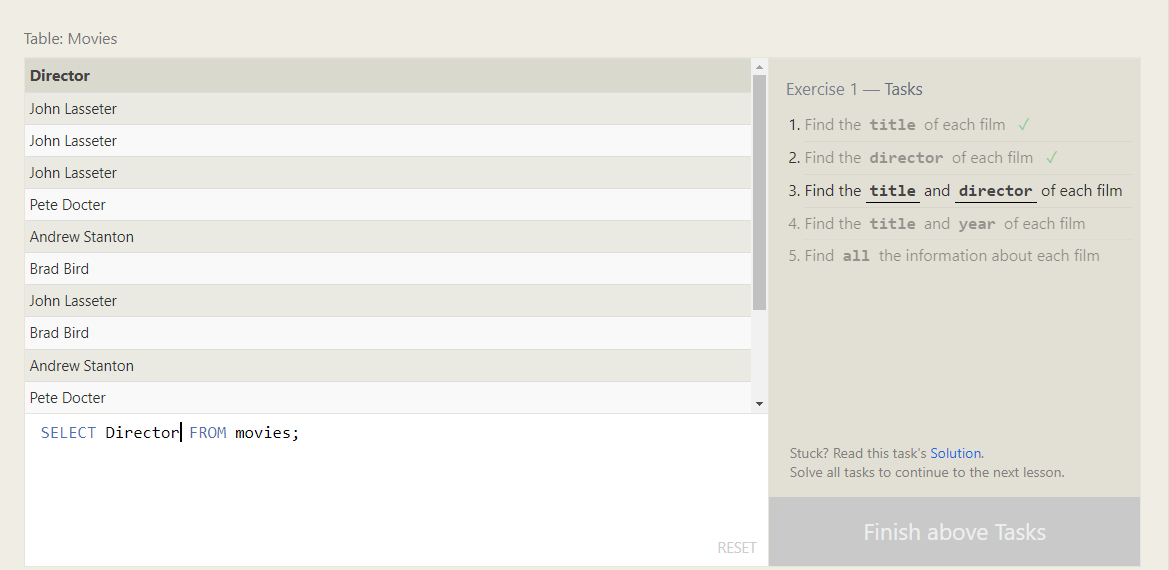 Table: Movies
Director
John Lasseter
John Lasseter
John Lasseter
Pete Docter
Andrew Stanton
Brad Bird
John Lasseter
Brad Bird
Andrew Stanton
Pete Docter
SELECT Director FROM movies;
RESET
Exercise 1 — Tasks
1. Find the title of each film ✓
2. Find the director of each film ✓
3. Find the title and director of each film
4. Find the title and year of each film
5. Find all the information about each film
Stuck? Read this task's Solution.
Solve all tasks to continue to the next lesson.
Finish above Tasks